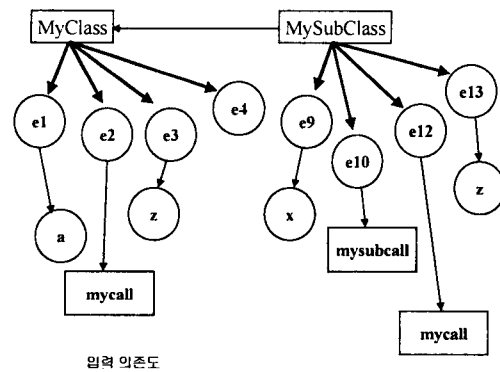 MyClass
MySubClass
e1
e2
e3
e4
e9
e10
e12
e13
a
z
x
z
mysubcall
mycall
mycall
입력 의존도